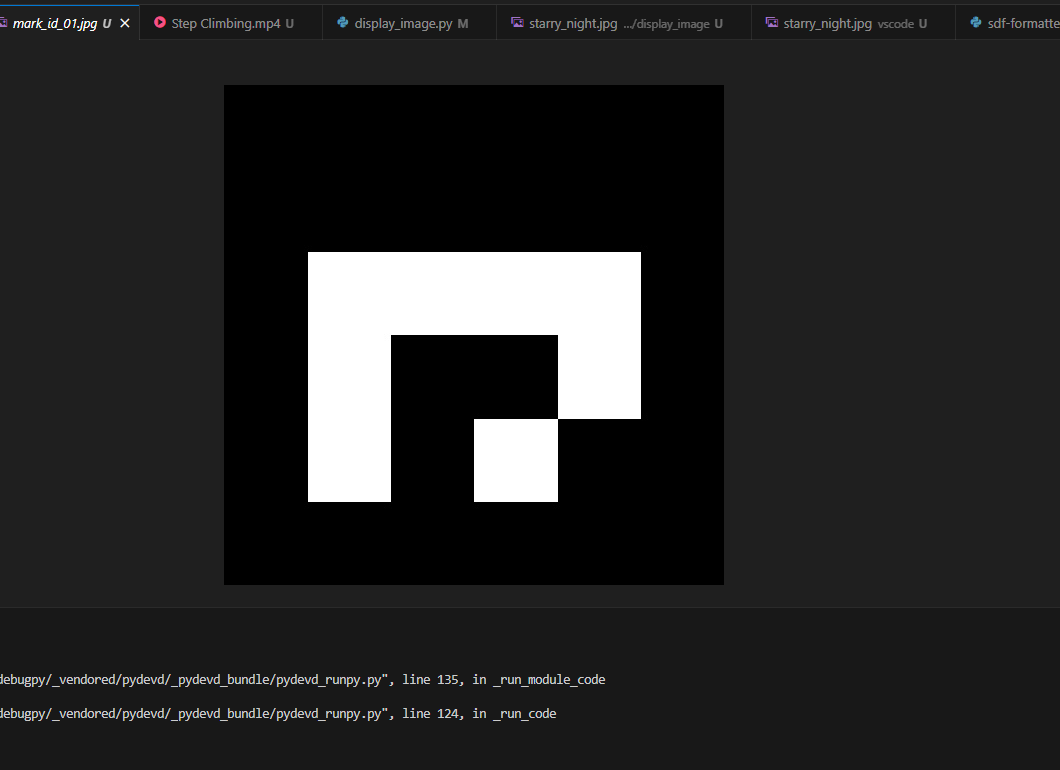 mark_id_01.jpg U Step Climbing.mp4 U display_image.py M starry_night.jpg .../display_image U starry_night.jpg vscode U sdf-formatte
debugpy/_vendored/pydevd/_pydevd_bundle/pydevd_runpy.py", line 135, in _run_module_code
debugpy/_vendored/pydevd/_pydevd_bundle/pydevd_runpy.py", line 124, in _run_code